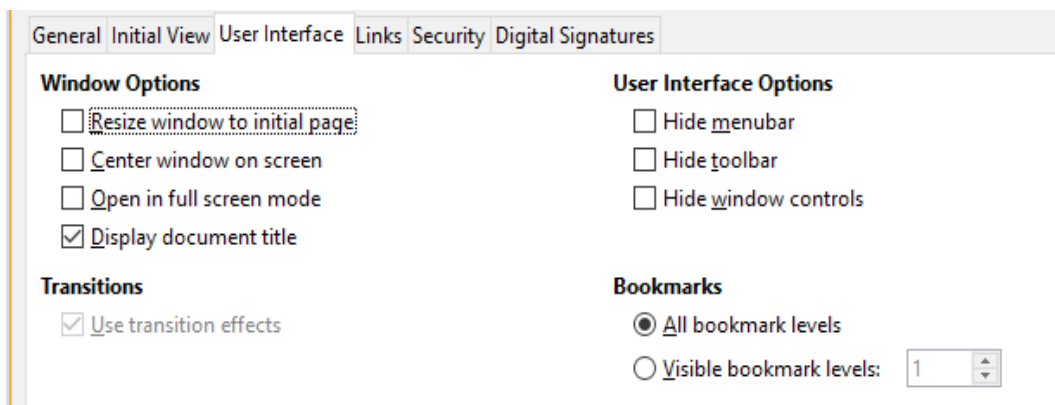 General Initial View User Interface Links Security Digital Signatures
Window Options
Resize window to initial page
Center window on screen
Open in full screen mode
Display document title
User Interface Options
Hide menubar
Hide toolbar
Hide window controls
Transitions
Use transition effects
Bookmarks
All bookmark levels
Visible bookmark levels: 1